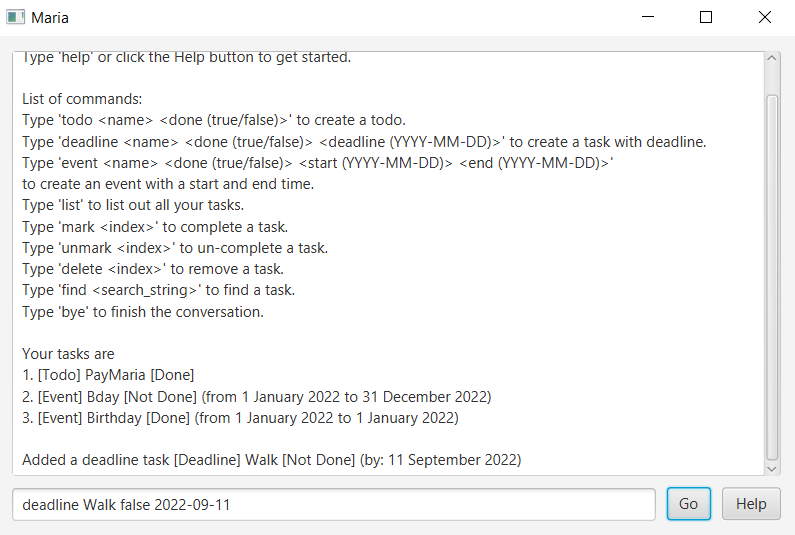 Maria
Type 'help' or click the Help button to get started.
List of commands:
Type 'todo <name> <done (true/false)>' to create a todo.
Type 'deadline <name> <done (true/false)> <deadline (YYYY-MM-DD)>' to create a task with deadline.
Type 'event <name> <done (true/false)> <start (YYYY-MM-DD)> <end (YYYY-MM-DD)>'
to create an event with a start and end time.
Type 'list' to list out all your tasks.
Type 'mark <index>' to complete a task.
Type 'unmark <index>' to un-complete a task.
Type 'delete <index>' to remove a task.
Type 'find <search_string>' to find a task.
Type 'bye' to finish the conversation.
Your tasks are
1. [Todo] PayMaria [Done]
2. [Event] Bday [Not Done] (from 1 January 2022 to 31 December 2022)
3. [Event] Birthday [Done] (from 1 January 2022 to 1 January 2022)
Added a deadline task [Deadline] Walk [Not Done] (by: 11 September 2022)
deadline Walk false 2022-09-11
Go
Help